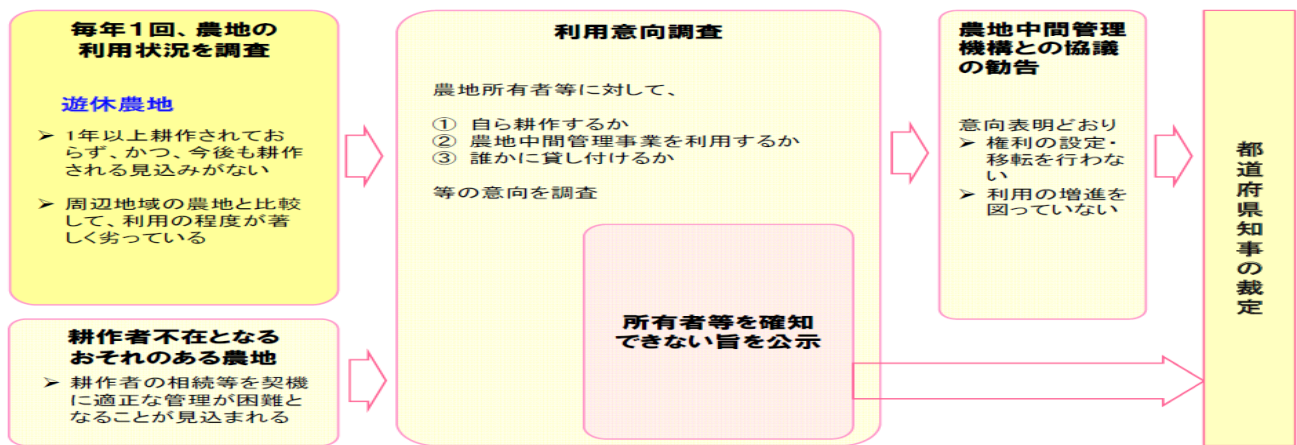 毎年1回、農地の
利用状況を調査
遊休農地
➢ 1年以上耕作されてお
らず、かつ、今後も耕作
される見込みがない
➢ 周辺地域の農地と比較
して、利用の程度が著
しく劣っている
耕作者不在となる
おそれのある農地
➢ 耕作者の相続等を契機
に適正な管理が困難と
なることが見込まれる
利用意向調査
農地所有者等に対して、
① 自ら耕作するか
② 農地中間管理事業を利用するか
③ 誰かに貸し付けるか
等の意向を調査
所有者等を確知
できない旨を公示
農地中間管理
機構との協議
の勧告
意向表明どおり
➢ 権利の設定・
移転を行わな
い
➢ 利用の増進を
図っていない
都道府県知事の裁定